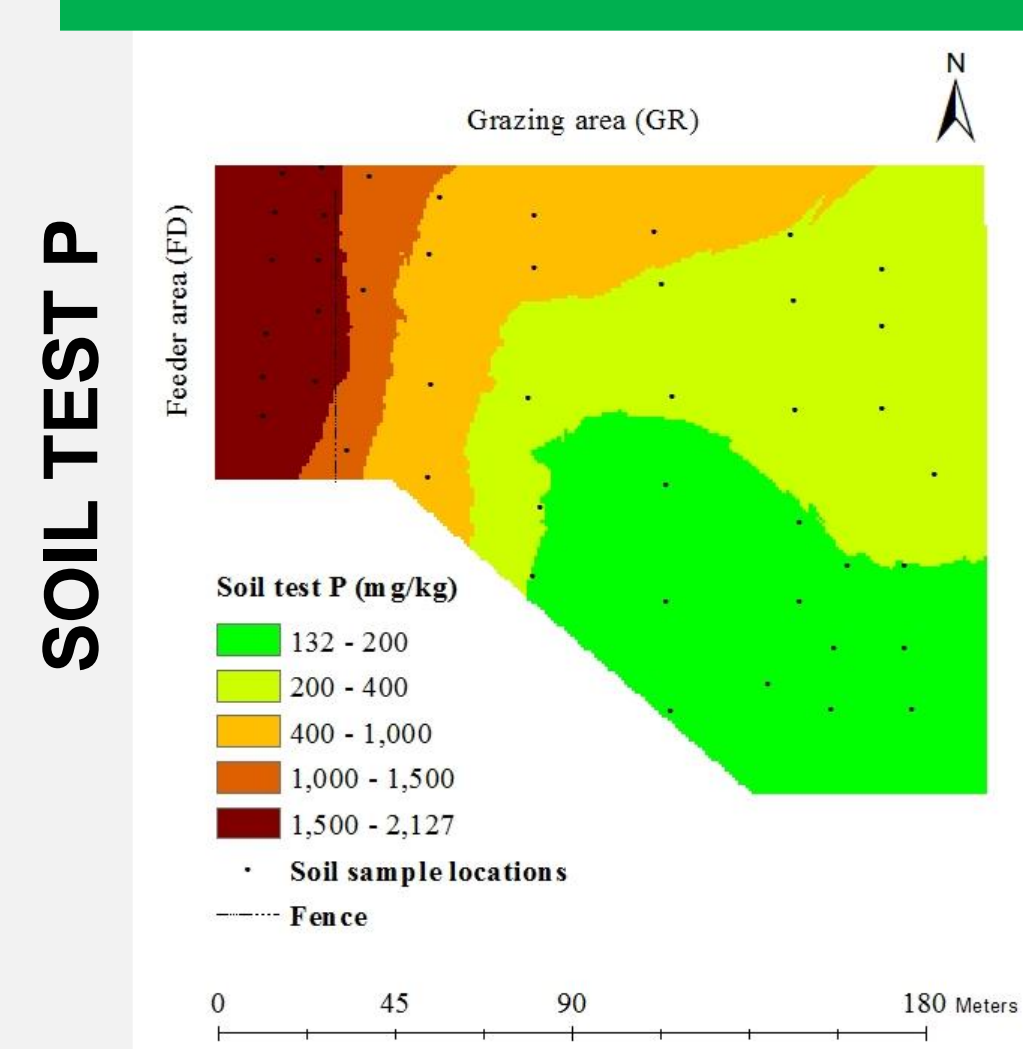 SOIL TEST P
N
Grazing area (GR)
Feeder area (FD)
Soil test P (mg/kg)
132 - 200
200 - 400
400 - 1,000
1,000 - 1,500
1,500 - 2,127
Soil sample locations
Fence
0 45 90 180 Meters